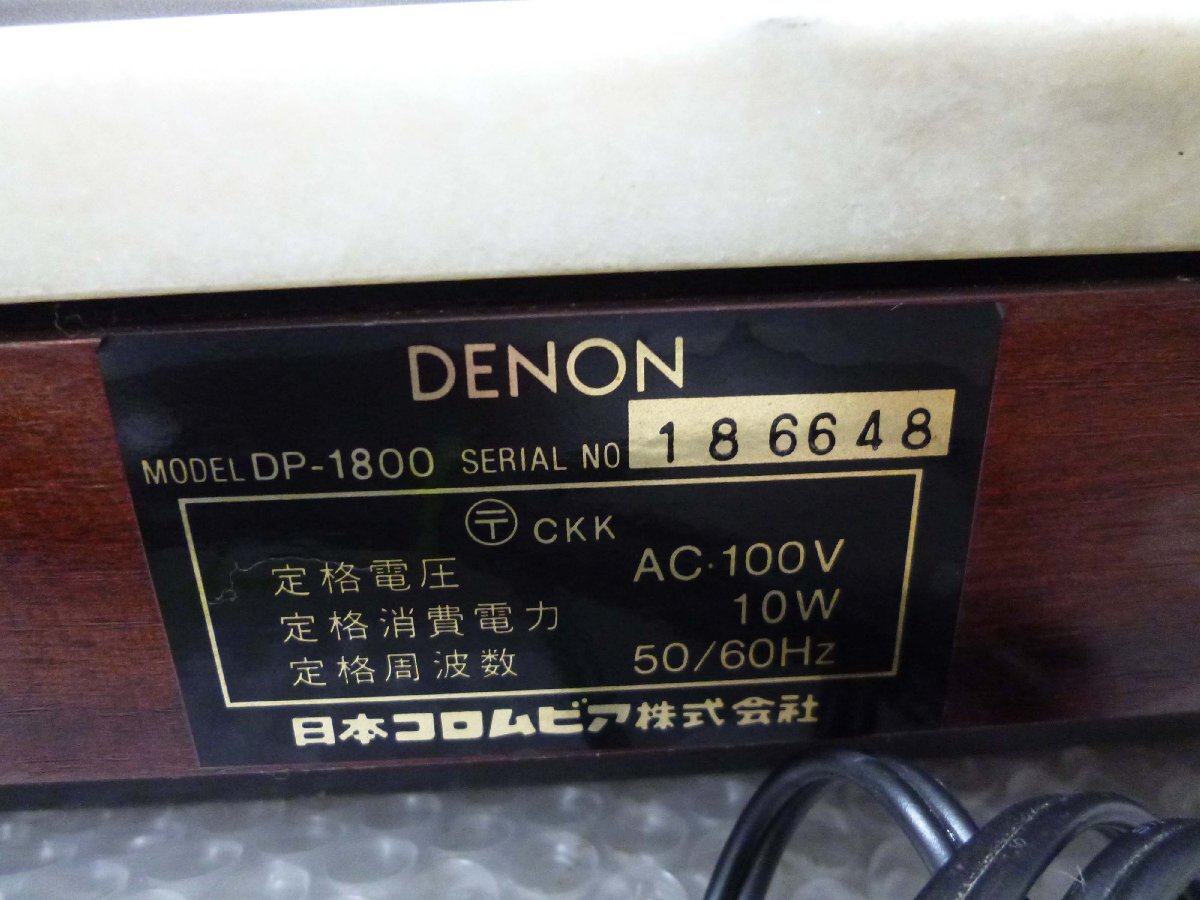 DENON
MODEL DP-1800 SERIAL NO 186648
〶 CKK
定格電圧 AC·100V
定格消費電力 10W
定格周波数 50/60Hz
日本コロムビア株式会社